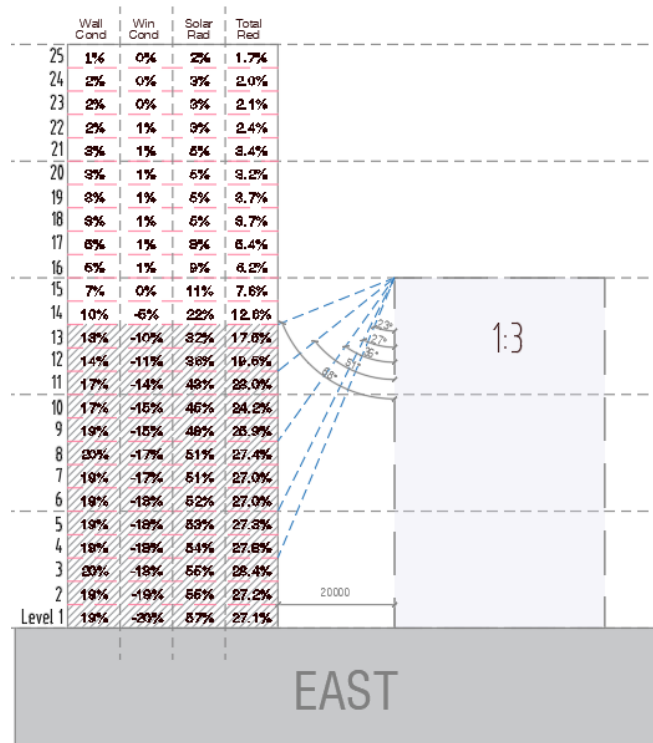 Wall Cond Win Cond Solar Rad Total Red
25 1% 0% 2% 1.7%
24 2% 0% 3% 2.0%
23 2% 0% 3% 2.1%
22 2% 1% 3% 2.4%
21 3% 1% 5% 3.4%
20 3% 1% 5% 3.2%
19 3% 1% 5% 3.7%
18 3% 1% 5% 3.7%
17 6% 1% 9% 6.4%
16 5% 1% 9% 6.2%
15 7% 0% 11% 7.6%
14 10% -5% 22% 12.6%
13 13% -10% 32% 17.5%
12 14% -11% 36% 19.5%
11 17% -14% 43% 23.0%
10 17% -15% 45% 24.2%
9 19% -15% 48% 25.9%
8 20% -17% 51% 27.4%
7 19% -17% 51% 27.0%
6 19% 52% 27.0%
5 19% 53% 27.3%
4 19% 54% 27.8%
3 20% 55% 28.4%
2 19% 27.2%
Level 1 19% -20% 57% 27.1%
23°
27°
1:3
20000
EAST